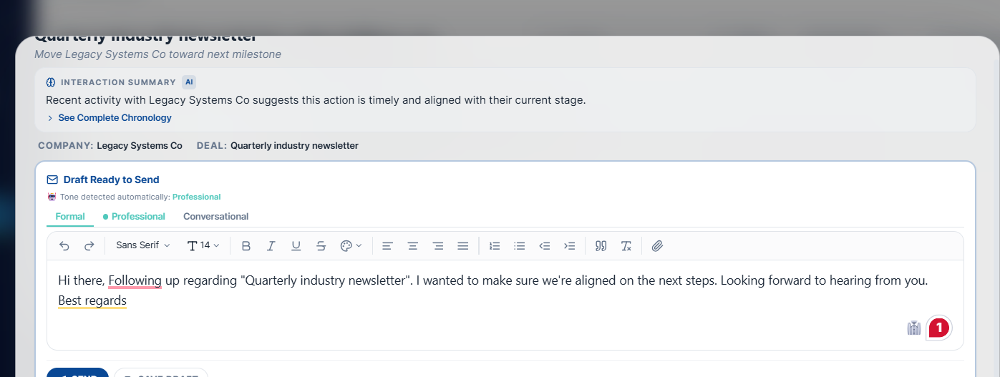 Quarterly industry newsletter
Move Legacy Systems Co toward next milestone
INTERACTION SUMMARY AI
Recent activity with Legacy Systems Co suggests this action is timely and aligned with their current stage.
See Complete Chronology
COMPANY: Legacy Systems Co DEAL: Quarterly industry newsletter
Draft Ready to Send
Tone detected automatically: Professional
Formal Professional Conversational
Sans Serif T 14 B I U S
Hi there, Following up regarding "Quarterly industry newsletter". I wanted to make sure we're aligned on the next steps. Looking forward to hearing from you.
Best regards
1
SEND SAVE DRAFT